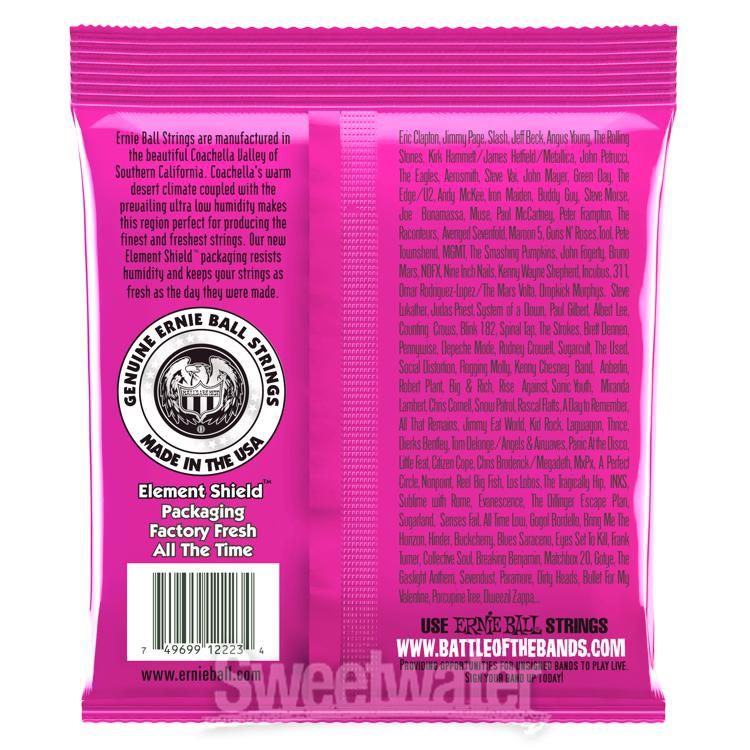 Ernie Ball Strings are manufactured in
the beautiful Coachella Valley of
Southern California. Coachella's warm
desert climate coupled with the
prevailing ultra low humidity makes
this region perfect for producing the
finest and freshest strings. Our new
Element Shield™ packaging resists
humidity and keeps your strings as
fresh as the day they were made.
GENUINE ERNIE BALL STRINGS
MADE IN THE USA
Element Shield™
Packaging
Factory Fresh
All The Time
7 49699 12223 4
www.ernieball.com
Eric Clapton, Jimmy Page, Slash, Jeff Beck, Angus Young, The Rolling
Stones, Kirk Hammett/James Hetfield/Metallica, John Petrucci,
The Eagles, Aerosmith, Steve Vai, John Mayer, Green Day, The
Edge/U2, Andy McKee, Iron Maiden, Buddy Guy, Steve Morse,
Joe Bonamassa, Muse, Paul McCartney, Peter Frampton, The
Raconteurs, Avenged Sevenfold, Maroon 5, Guns N' Roses, Tool, Pete
Townshend, MGMT, The Smashing Pumpkins, John Fogerty, Bruno
Mars, NOFX, Nine Inch Nails, Kenny Wayne Shepherd, Incubus, 311,
Omar Rodriguez-Lopez/The Mars Volta, Dropkick Murphys, Steve
Lukather, Judas Priest, System of a Down, Paul Gilbert, Albert Lee,
Counting Crows, Blink 182, Spinal Tap, The Strokes, Brett Dennen,
Pennywise, Depeche Mode, Rodney Crowell, Sugarcult, The Used,
Social Distortion, Flogging Molly, Kenny Chesney Band, Anberlin,
Robert Plant, Big & Rich, Rise Against, Sonic Youth, Miranda
Lambert, Chris Cornell, Snow Patrol, Rascal Flatts, A Day to Remember,
All That Remains, Jimmy Eat World, Kid Rock, Lagwagon, Thrice,
Dierks Bentley, Tom Delonge/Angels & Airwaves, Panic At the Disco,
Little Feat, Citizen Cope, Chris Broderick/Megadeth, MxPx, A Perfect
Circle, Nonpoint, Reel Big Fish, Los Lobos, The Tragically Hip, INXS,
Sublime with Rome, Evanescence, The Dillinger Escape Plan,
Sugarland, Senses Fail, All Time Low, Gogol Bordello, Bring Me The
Horizon, Hinder, Buckcherry, Blues Saraceno, Eyes Set To Kill, Frank
Turner, Collective Soul, Breaking Benjamin, Matchbox 20, Gotye, The
Gaslight Anthem, Sevendust, Paramore, Dirty Heads, Bullet For My
Valentine, Porcupine Tree, Dweezil Zappa...
USE ERNIE BALL STRINGS
WWW.BATTLEOFTHEBANDS.COM
PROVIDING OPPORTUNITIES FOR UNSIGNED BANDS TO PLAY LIVE.
SIGN YOUR BAND UP TODAY!
Sweetwater